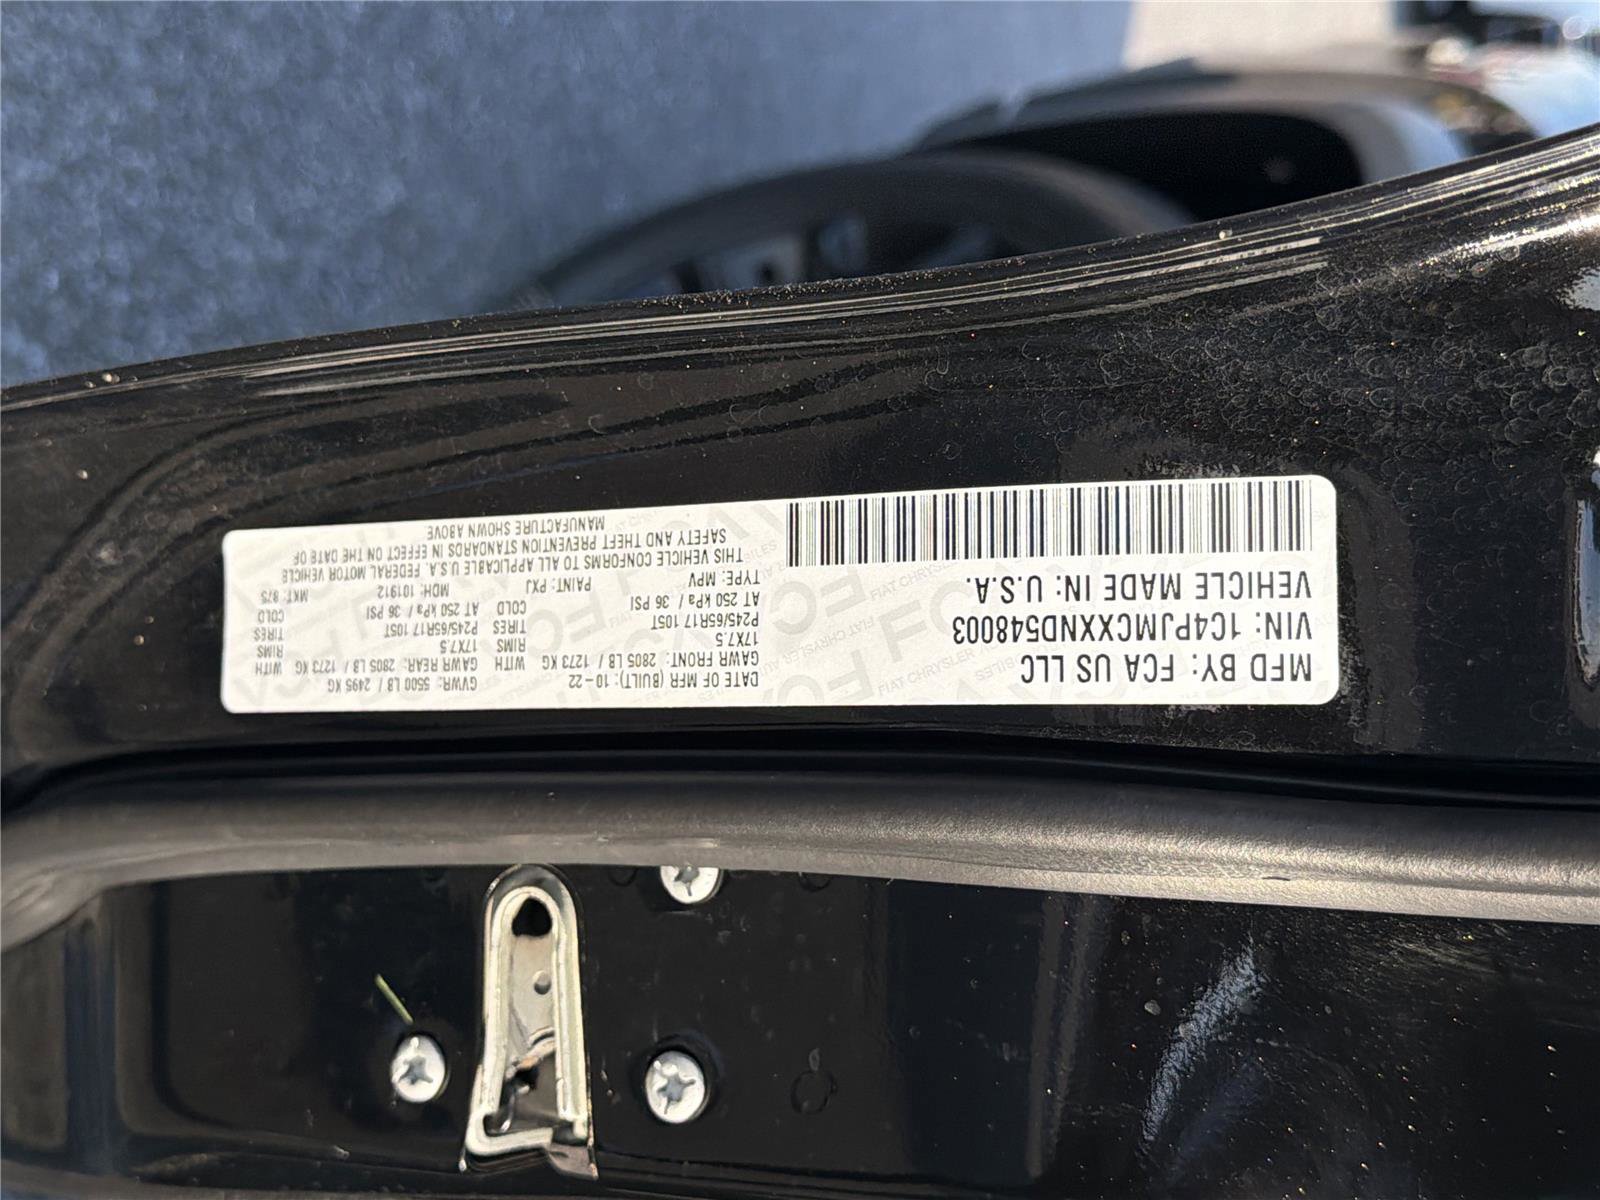 MFD BY: FCA US LLC
VIN: 1C4PJMCXXND548003
VEHICLE MADE IN: U.S.A.
DATE OF MFR (BUILT): 10-22 GVWR: 5500 LB / 2495 KG
GAWR FRONT: 2805 LB / 1273 KG WITH GAWR REAR: 2805 LB / 1273 KG WITH
17X7.5 RIMS 17X7.5 RIMS
P245/65R17 105T TIRES P245/65R17 105T TIRES
AT 250 kPa / 36 PSI COLD AT 250 kPa / 36 PSI COLD
TYPE: MPV PAINT: PXJ MDH: 101912 MKT: 875
THIS VEHICLE CONFORMS TO ALL APPLICABLE U.S.A. FEDERAL MOTOR VEHICLE
SAFETY AND THEFT PREVENTION STANDARDS IN EFFECT ON THE DATE OF
MANUFACTURE SHOWN ABOVE